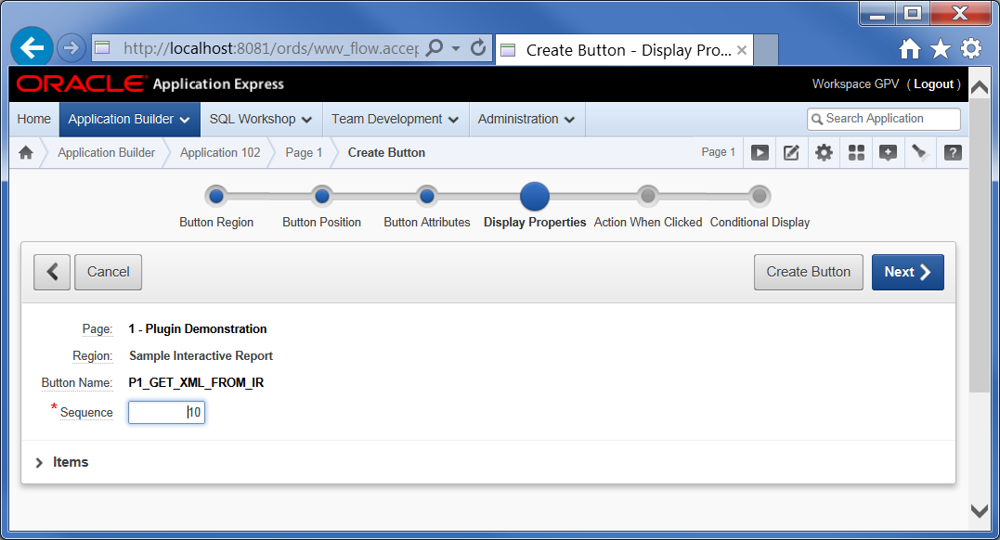 http://localhost:8081/ords/wwv_flow.accep
Create Button - Display Pro...
ORACLE Application Express
Workspace GPV ( Logout )
Home Application Builder SQL Workshop Team Development Administration Search Application
Application Builder Application 102 Page 1 Create Button Page 1
Button Region Button Position Button Attributes Display Properties Action When Clicked Conditional Display
Cancel Create Button Next
Page: 1 - Plugin Demonstration
Region: Sample Interactive Report
Button Name: P1_GET_XML_FROM_IR
* Sequence 10
Items